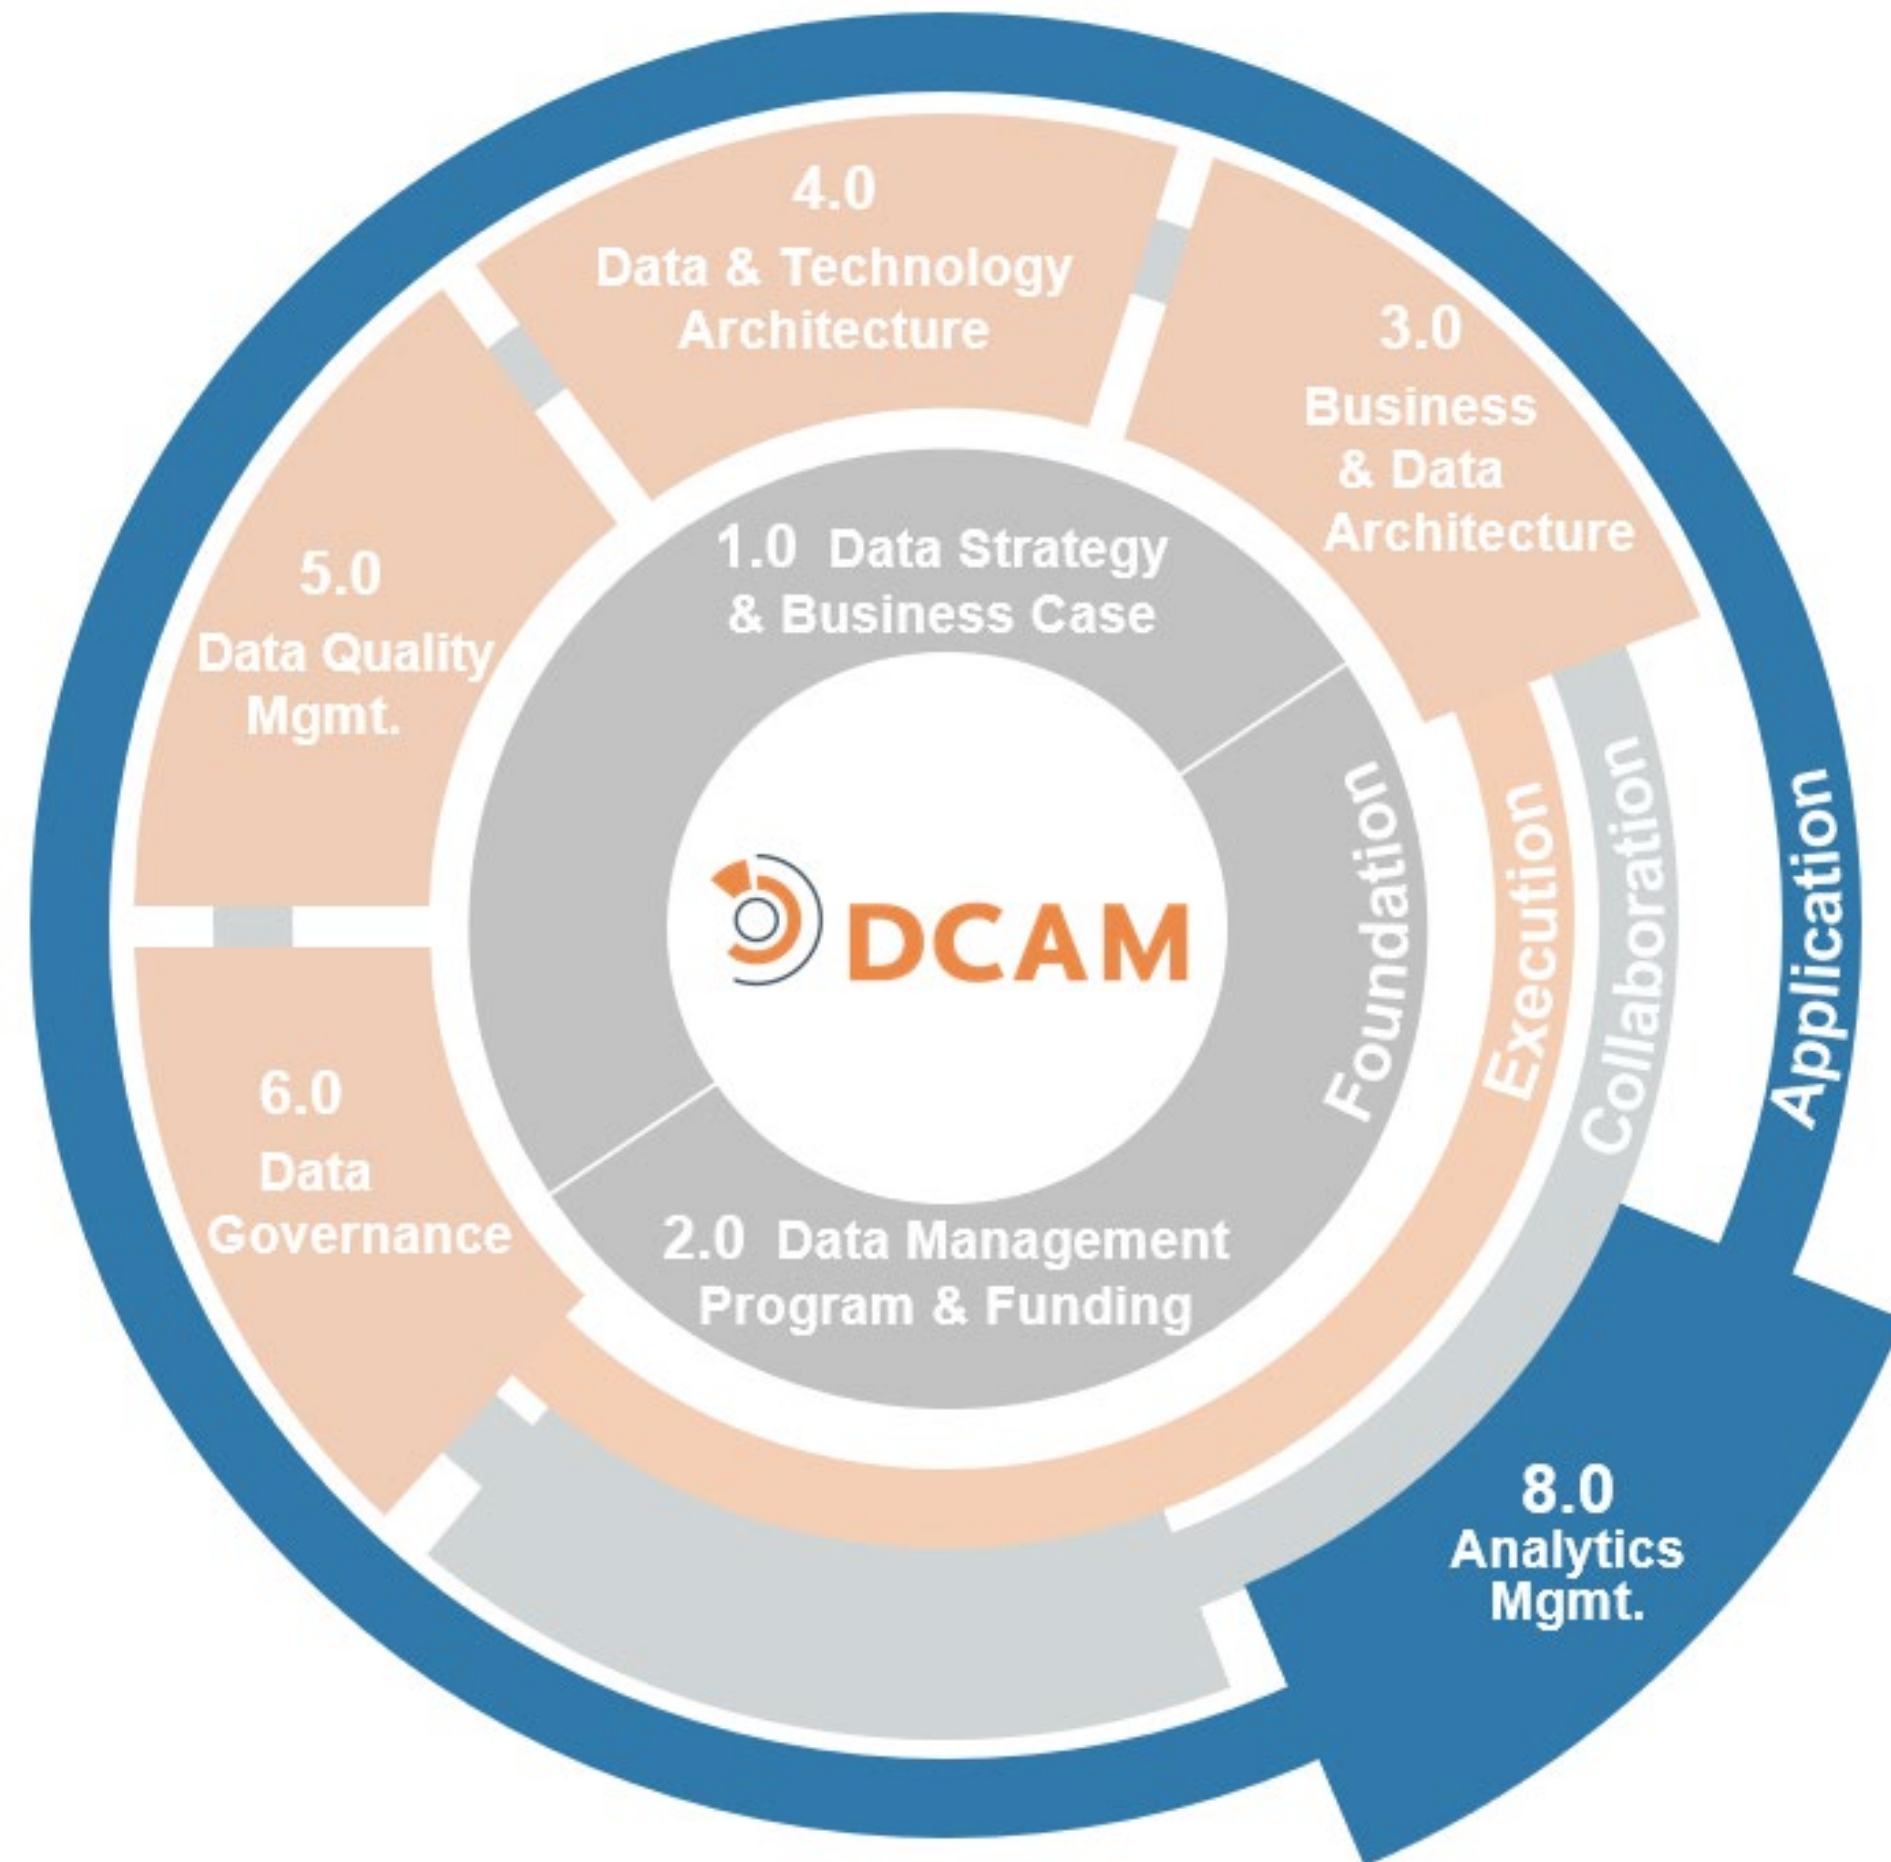 4.0
Data & Technology
Architecture
3.0
Business
& Data
Architecture
5.0
Data Quality
Mgmt.
1.0 Data Strategy
& Business Case
DCAM
Foundation
Execution
Collaboration
Application
6.0
Data
Governance
2.0 Data Management
Program & Funding
8.0
Analytics
Mgmt.